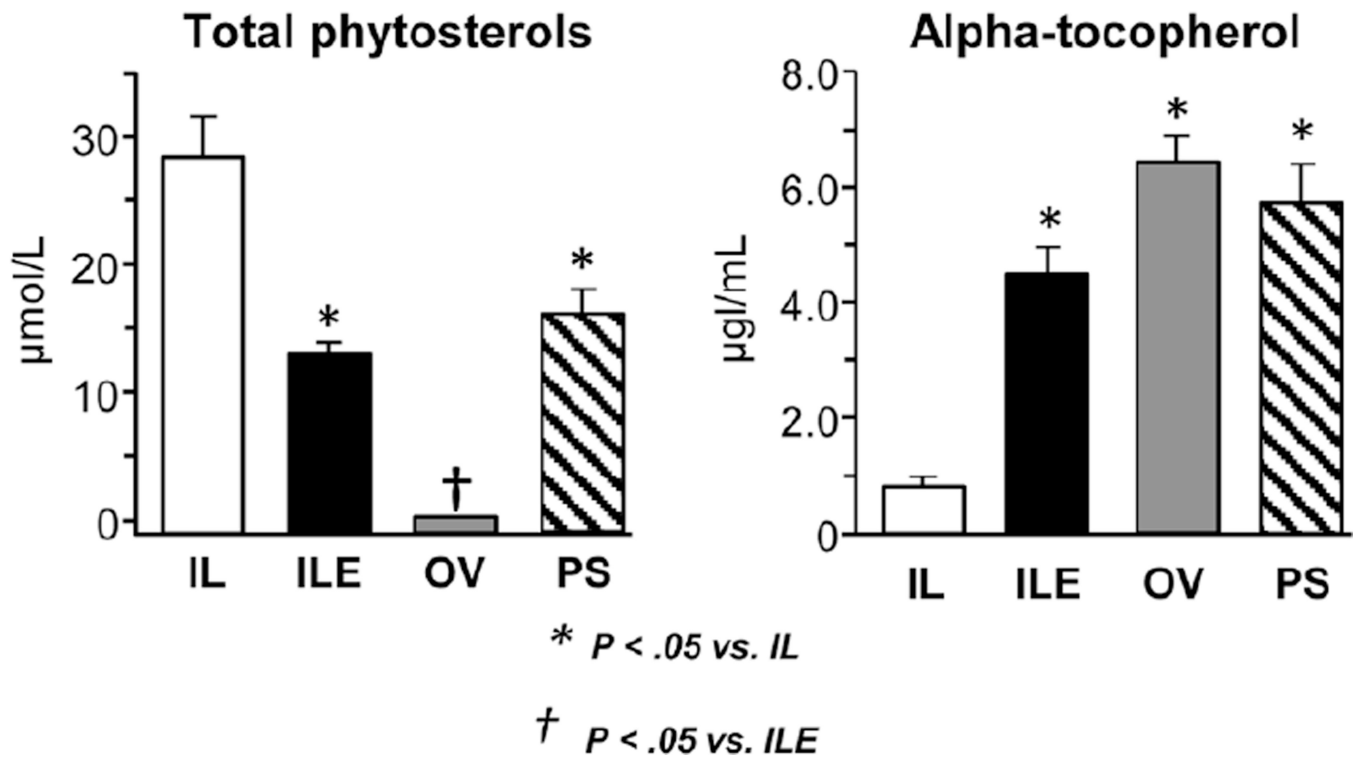 Total phytosterols
µmol/L
30
20
10
0
*
*
†
IL ILE OV PS
Alpha-tocopherol
µgl/mL
8.0
6.0
4.0
2.0
0
*
*
*
IL ILE OV PS
* P < .05 vs. IL
† P < .05 vs. ILE